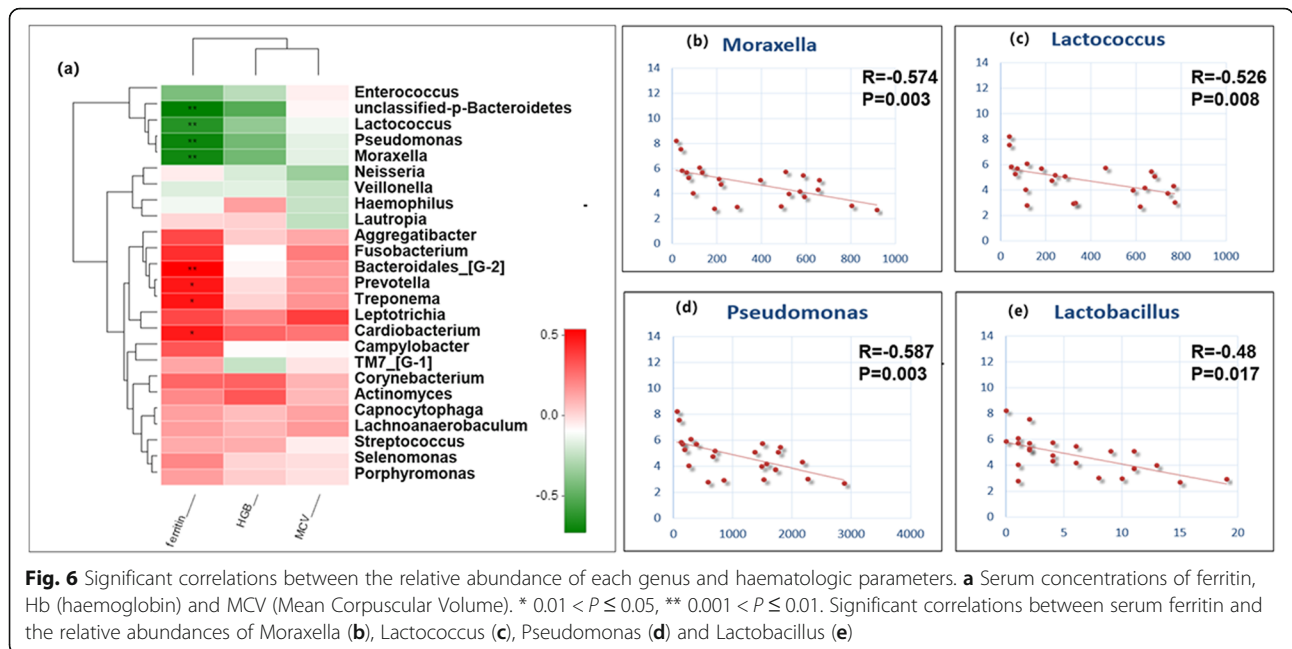 (a)
Enterococcus
** unclassified-p-Bacteroidetes
** Lactococcus
** Pseudomonas
** Moraxella
Neisseria
Veillonella
Haemophilus
Lautropia
Aggregatibacter
Fusobacterium
** Bacteroidales_[G-2]
* Prevotella
* Treponema
Leptotrichia
* Cardiobacterium
Campylobacter
TM7_[G-1]
Corynebacterium
Actinomyces
Capnocytophaga
Lachnoanaerobaculum
Streptococcus
Selenomonas
Porphyromonas
ferritin____
HGB__
MCV____
0.5
0.0
-0.5
-
(b) Moraxella
R=-0.574
P=0.003
14
12
10
8
6
4
2
0
0 200 400 600 800 1000
(c) Lactococcus
R=-0.526
P=0.008
14
12
10
8
6
4
2
0
0 200 400 600 800 1000
(d) Pseudomonas
R=-0.587
P=0.003
14
12
10
8
6
4
2
0
0 1000 2000 3000 4000
(e) Lactobacillus
R=-0.48
P=0.017
14
12
10
8
6
4
2
0
0 5 10 15 20
Fig. 6 Significant correlations between the relative abundance of each genus and haematologic parameters. a Serum concentrations of ferritin,
Hb (haemoglobin) and MCV (Mean Corpuscular Volume). * 0.01 < P ≤ 0.05, ** 0.001 < P ≤ 0.01. Significant correlations between serum ferritin and
the relative abundances of Moraxella (b), Lactococcus (c), Pseudomonas (d) and Lactobacillus (e)